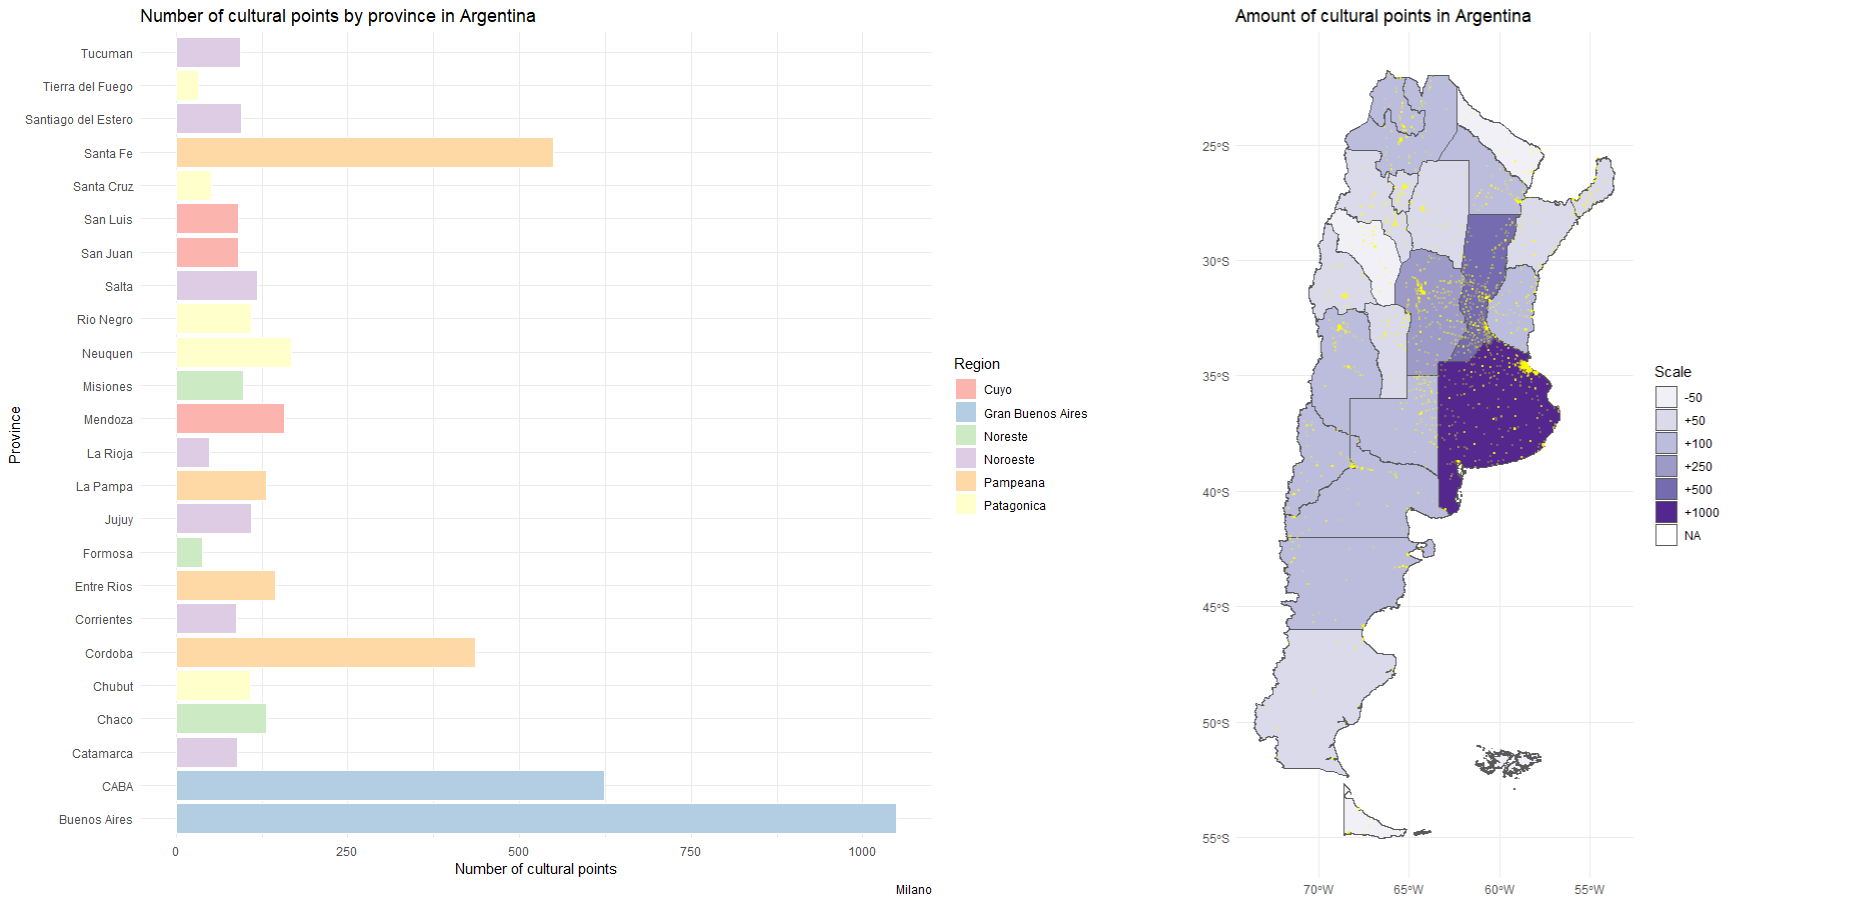 Number of cultural points by province in Argentina
Tucuman
Tierra del Fuego
Santiago del Estero
Santa Fe
Santa Cruz
San Luis
San Juan
Salta
Rio Negro
Neuquen
Misiones
Mendoza
La Rioja
La Pampa
Jujuy
Formosa
Entre Rios
Corrientes
Cordoba
Chubut
Chaco
Catamarca
CABA
Buenos Aires
Province
0 250 500 750 1000
Number of cultural points
Milano
Region
Cuyo
Gran Buenos Aires
Noreste
Noroeste
Pampeana
Patagonica
Amount of cultural points in Argentina
25°S
30°S
35°S
40°S
45°S
50°S
55°S
70°W 65°W 60°W 55°W
Scale
-50
+50
+100
+250
+500
+1000
NA